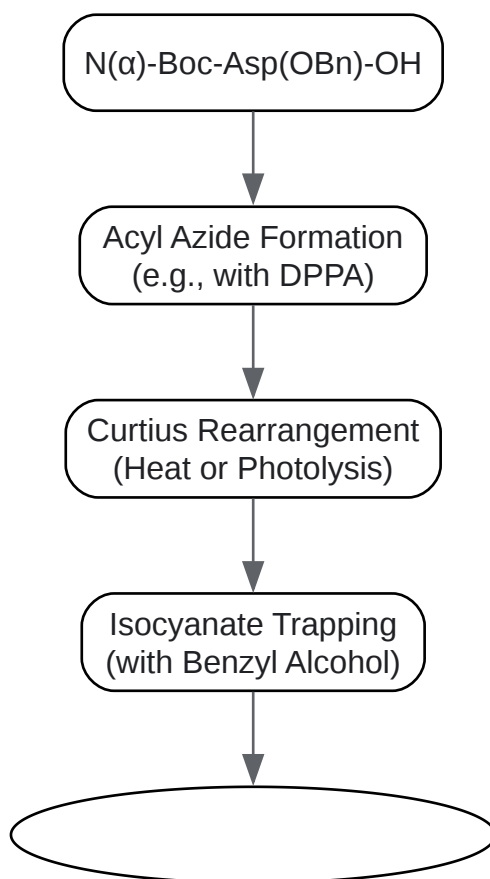 N(α)-Boc-Asp(OBn)-OH
Acyl Azide Formation
(e.g., with DPPA)
Curtius Rearrangement
(Heat or Photolysis)
Isocyanate Trapping
(with Benzyl Alcohol)